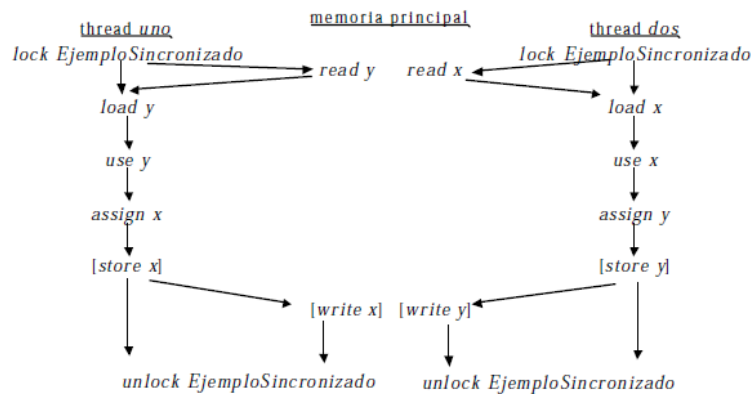 memoria principal
thread uno thread dos
lock EjemploSincronizado lock EjemploSincronizado
read y read x
load y load x
use y use x
assign x assign y
[store x] [store y]
[write x] [write y]
unlock EjemploSincronizado unlock EjemploSincronizado